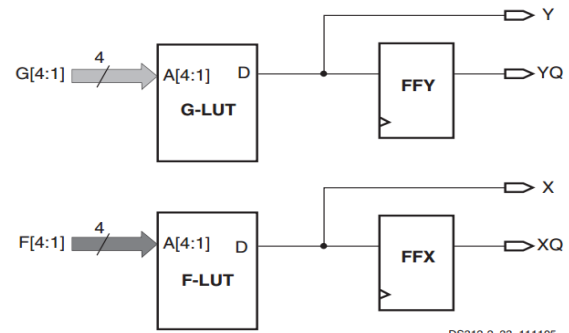 Y
4
G[4:1]
A[4:1] D
G-LUT
FFY
YQ
X
4
F[4:1]
A[4:1] D
F-LUT
FFX
XQ